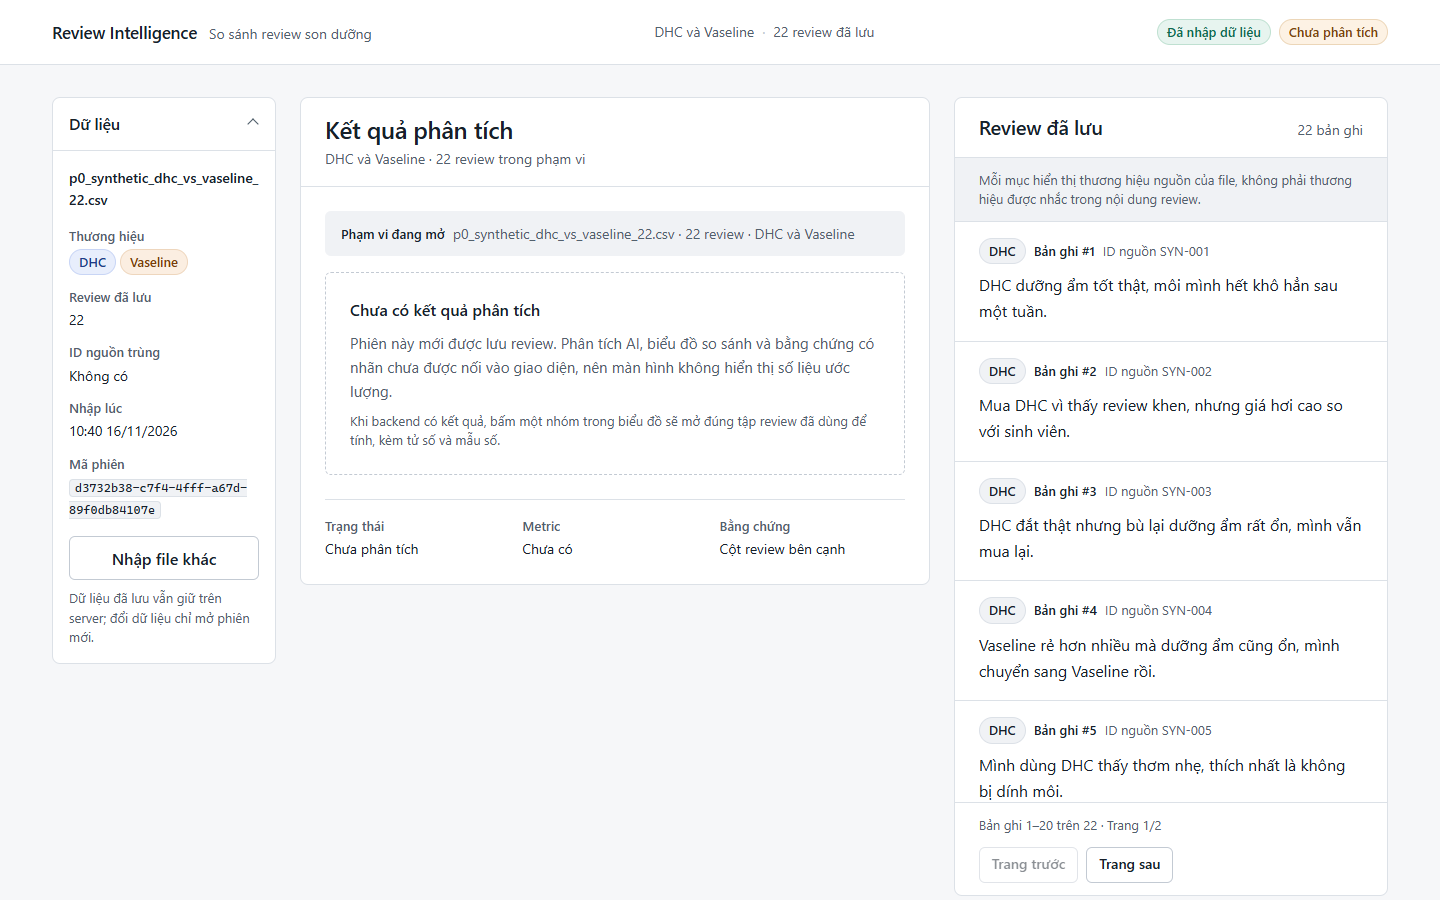 Review Intelligence So sánh review son dưỡng
DHC và Vaseline · 22 review đã lưu
Đã nhập dữ liệu
Chưa phân tích
Dữ liệu
p0_synthetic_dhc_vs_vaseline_
22.csv
Thương hiệu
DHC Vaseline
Review đã lưu
22
ID nguồn trùng
Không có
Nhập lúc
10:40 16/11/2026
Mã phiên
d3732b38-c7f4-4fff-a67d-
89f0db84107e
Nhập file khác
Dữ liệu đã lưu vẫn giữ trên
server; đổi dữ liệu chỉ mở phiên
mới.
Kết quả phân tích
DHC và Vaseline · 22 review trong phạm vi
Phạm vi đang mở p0_synthetic_dhc_vs_vaseline_22.csv · 22 review · DHC và Vaseline
Chưa có kết quả phân tích
Phiên này mới được lưu review. Phân tích AI, biểu đồ so sánh và bằng chứng có
nhãn chưa được nối vào giao diện, nên màn hình không hiển thị số liệu ước
lượng.
Khi backend có kết quả, bấm một nhóm trong biểu đồ sẽ mở đúng tập review đã dùng để
tính, kèm tử số và mẫu số.
Trạng thái
Chưa phân tích
Metric
Chưa có
Bằng chứng
Cột review bên cạnh
Review đã lưu
22 bản ghi
Mỗi mục hiển thị thương hiệu nguồn của file, không phải thương
hiệu được nhắc trong nội dung review.
DHC Bản ghi #1 ID nguồn SYN-001
DHC dưỡng ẩm tốt thật, môi mình hết khô hẳn sau
một tuần.
DHC Bản ghi #2 ID nguồn SYN-002
Mua DHC vì thấy review khen, nhưng giá hơi cao so
với sinh viên.
DHC Bản ghi #3 ID nguồn SYN-003
DHC đắt thật nhưng bù lại dưỡng ẩm rất ổn, mình vẫn
mua lại.
DHC Bản ghi #4 ID nguồn SYN-004
Vaseline rẻ hơn nhiều mà dưỡng ẩm cũng ổn, mình
chuyển sang Vaseline rồi.
DHC Bản ghi #5 ID nguồn SYN-005
Mình dùng DHC thấy thơm nhẹ, thích nhất là không
bị dính môi.
Bản ghi 1–20 trên 22 · Trang 1/2
Trang trước
Trang sau